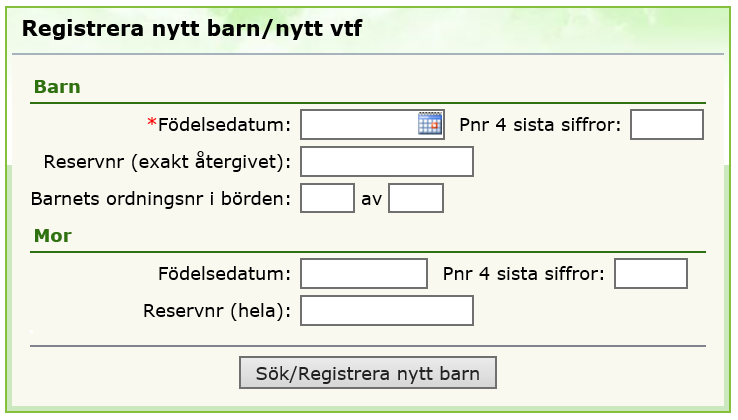 Registrera nytt barn/nytt vtf
Barn
*Födelsedatum: Pnr 4 sista siffror:
Reservnr (exakt återgivet):
Barnets ordningsnr i börden: av
Mor
Födelsedatum: Pnr 4 sista siffror:
Reservnr (hela):
Sök/Registrera nytt barn